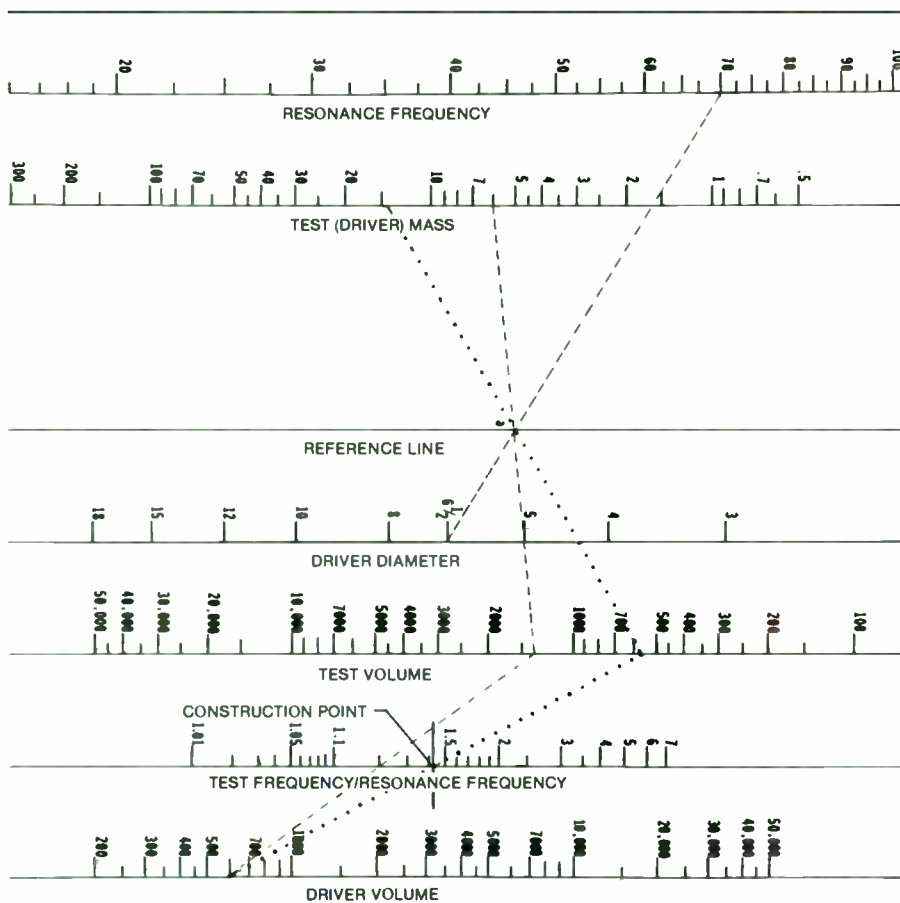 20 30 40 50 60 70 80 90 100
RESONANCE FREQUENCY
300 200 100 70 50 40 30 20 10 7 5 4 3 2 1 .7 .5
TEST (DRIVER) MASS
a
REFERENCE LINE
18 15 12 10 8 6½ 5 4 3
DRIVER DIAMETER
50,000 40,000 30,000 20,000 10,000 7000 5000 4000 3000 2000 1000 700 500 400 300 200 100
TEST VOLUME
CONSTRUCTION POINT
1.01 1.05 1.1 1.5 2 3 4 5 6 7
TEST FREQUENCY/RESONANCE FREQUENCY
200 300 400 500 700 1000 2000 3000 4000 5000 7000 10,000 20,000 30,000 40,000 50,000
DRIVER VOLUME